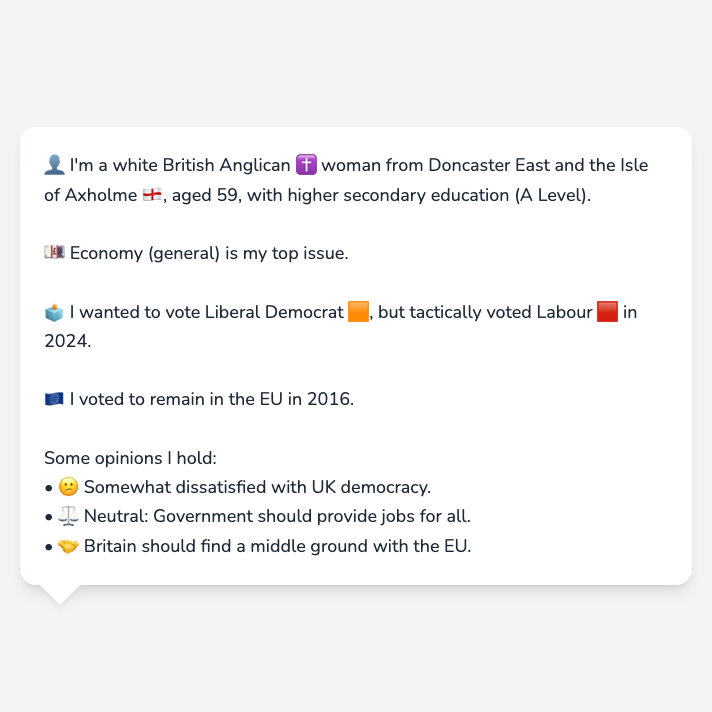 👤 I'm a white British Anglican ✝️ woman from Doncaster East and the Isle
of Axholme 🏴󠁧󠁢󠁥󠁮󠁧󠁿, aged 59, with higher secondary education (A Level).
💷 Economy (general) is my top issue.
🗳️ I wanted to vote Liberal Democrat 🟧, but tactically voted Labour 🟥 in
2024.
🇪🇺 I voted to remain in the EU in 2016.
Some opinions I hold:
• 😕 Somewhat dissatisfied with UK democracy.
• ⚖️ Neutral: Government should provide jobs for all.
• 🤝 Britain should find a middle ground with the EU.